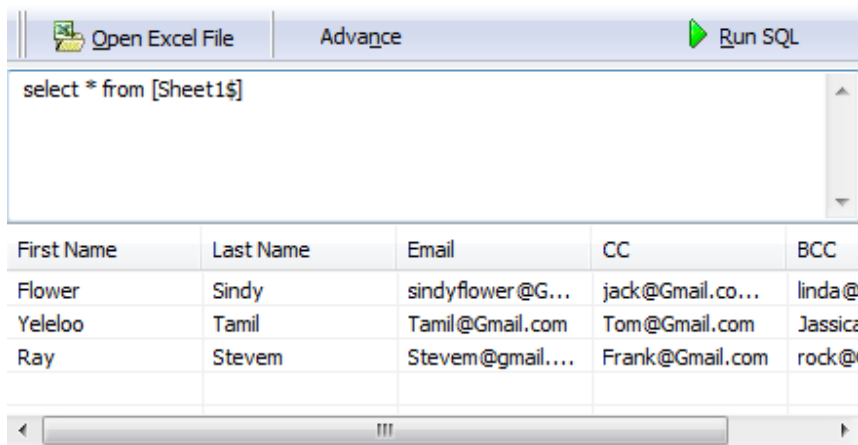 Open Excel File Advance Run SQL
select * from [Sheet1$]
First Name Last Name Email CC BCC
Flower Sindy sindyflower@G... jack@Gmail.co... linda@
Yeleloo Tamil Tamil@Gmail.com Tom@Gmail.com Jassica
Ray Stevem Stevem@gmail.... Frank@Gmail.com rock@